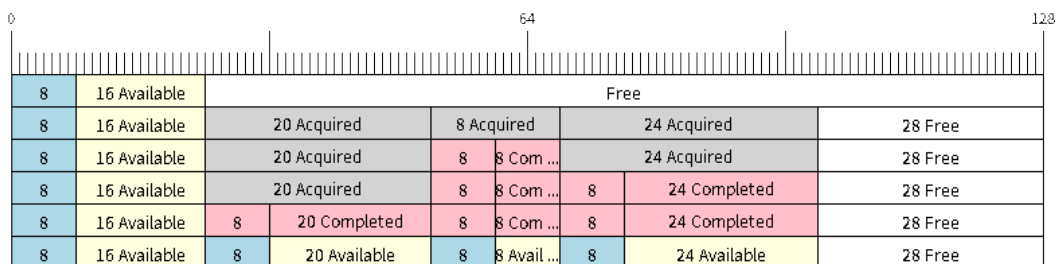 0 64 128
8 16 Available Free
8 16 Available 20 Acquired 8 Acquired 24 Acquired 28 Free
8 16 Available 20 Acquired 8 8 Com ... 24 Acquired 28 Free
8 16 Available 20 Acquired 8 8 Com ... 8 24 Completed 28 Free
8 16 Available 8 20 Completed 8 8 Com ... 8 24 Completed 28 Free
8 16 Available 8 20 Available 8 8 Avail ... 8 24 Available 28 Free